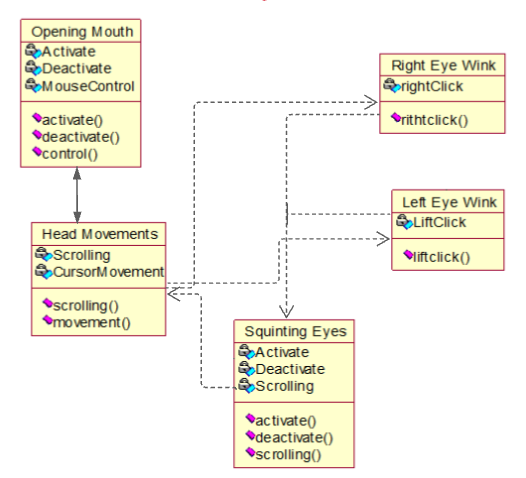 Opening Mouth
Activate
Deactivate
MouseControl
activate()
deactivate()
control()
Right Eye Wink
rightClick
rithtclick()
Left Eye Wink
LiftClick
liftclick()
Head Movements
Scrolling
CursorMovement
scrolling()
movement()
Squinting Eyes
Activate
Deactivate
Scrolling
activate()
deactivate()
scrolling()